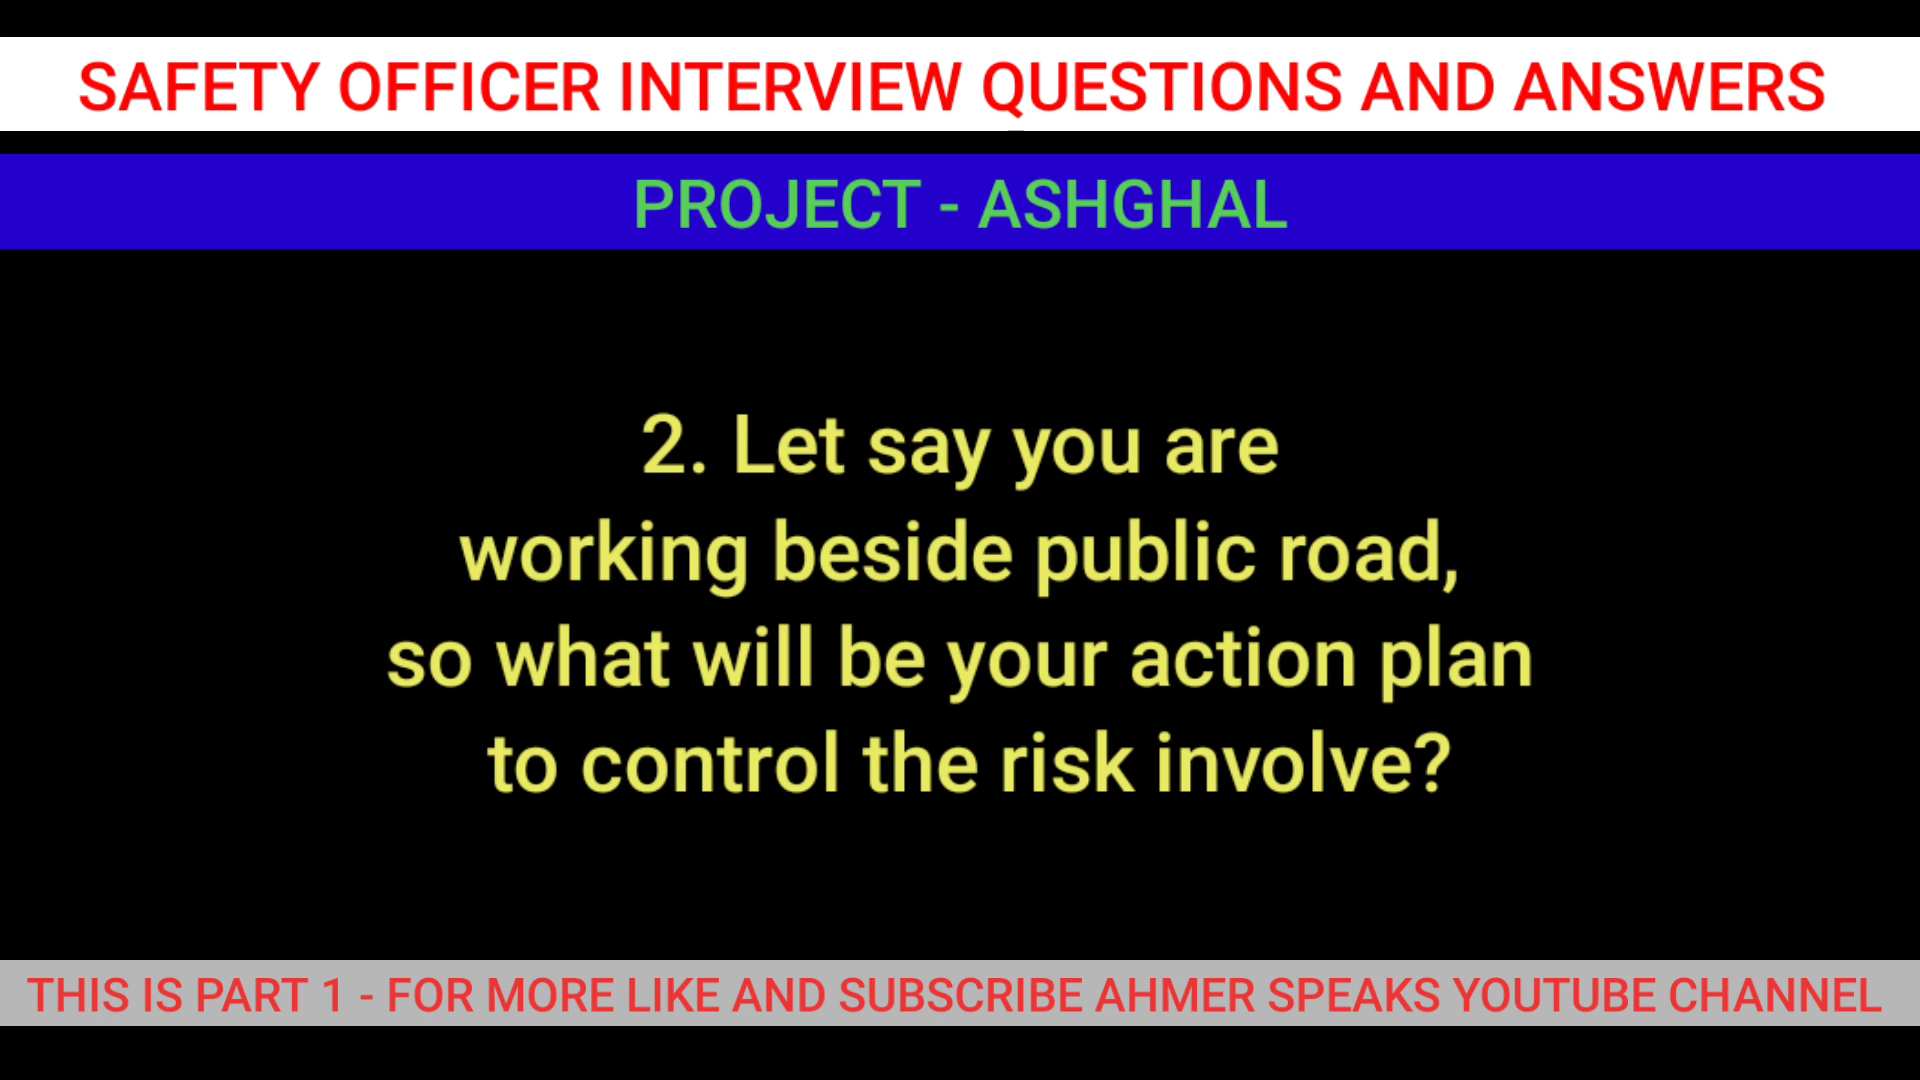 SAFETY OFFICER INTERVIEW QUESTIONS AND ANSWERS
PROJECT - ASHGHAL
2. Let say you are
working beside public road,
so what will be your action plan
to control the risk involve?
THIS IS PART 1 - FOR MORE LIKE AND SUBSCRIBE AHMER SPEAKS YOUTUBE CHANNEL